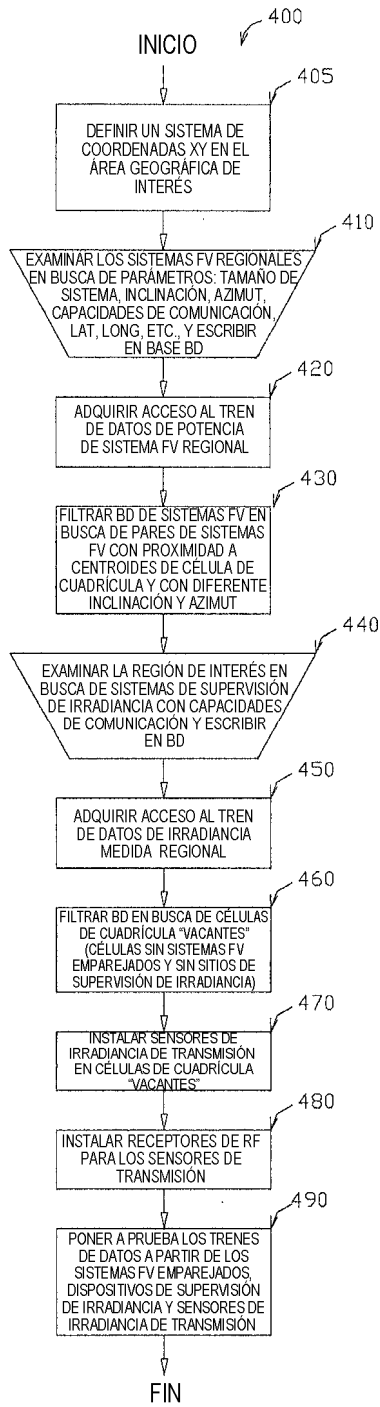 400
INICIO
405
DEFINIR UN SISTEMA DE
COORDENADAS XY EN EL
ÁREA GEOGRÁFICA DE
INTERÉS
410
EXAMINAR LOS SISTEMAS FV REGIONALES
EN BUSCA DE PARÁMETROS: TAMAÑO DE
SISTEMA, INCLINACIÓN, AZIMUT,
CAPACIDADES DE COMUNICACIÓN,
LAT, LONG, ETC., Y ESCRIBIR
EN BASE BD
420
ADQUIRIR ACCESO AL TREN
DE DATOS DE POTENCIA
DE SISTEMA FV REGIONAL
430
FILTRAR BD DE SISTEMAS FV EN
BUSCA DE PARES DE SISTEMAS
FV CON PROXIMIDAD A
CENTROIDES DE CÉLULA DE
CUADRÍCULA Y CON DIFERENTE
INCLINACIÓN Y AZIMUT
440
EXAMINAR LA REGIÓN DE INTERÉS EN
BUSCA DE SISTEMAS DE SUPERVISIÓN
DE IRRADIANCIA CON CAPACIDADES
DE COMUNICACIÓN Y ESCRIBIR
EN BD
450
ADQUIRIR ACCESO AL TREN
DE DATOS DE IRRADIANCIA
MEDIDA REGIONAL
460
FILTRAR BD EN BUSCA DE CÉLULAS
DE CUADRÍCULA “VACANTES”
(CÉLULAS SIN SISTEMAS FV
EMPAREJADOS Y SIN SITIOS DE
SUPERVISIÓN DE IRRADIANCIA)
470
INSTALAR SENSORES DE
IRRADIANCIA DE TRANSMISIÓN
EN CÉLULAS DE CUADRÍCULA
“VACANTES”
480
INSTALAR RECEPTORES DE RF
PARA LOS SENSORES DE
TRANSMISIÓN
490
PONER A PRUEBA LOS TRENES
DE DATOS A PARTIR DE LOS
SISTEMAS FV EMPAREJADOS,
DISPOSITIVOS DE SUPERVISIÓN
DE IRRADIANCIA Y SENSORES DE
IRRADIANCIA DE TRANSMISIÓN
FIN